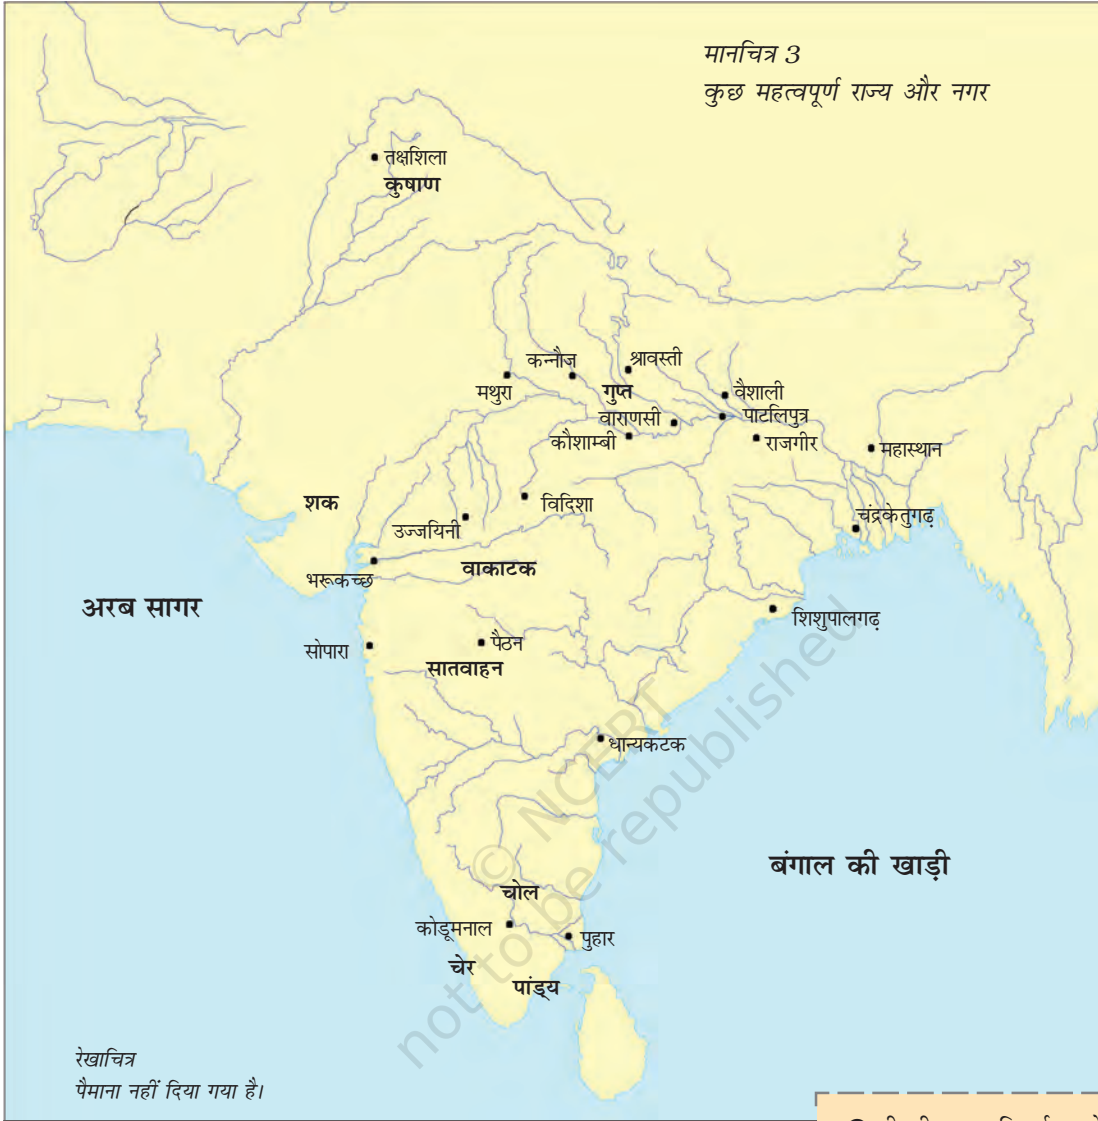 मानचित्र 3
कुछ महत्वपूर्ण राज्य और नगर
तक्षशिला
कुषाण
कन्नौज
श्रावस्ती
मथुरा
गुप्त
वैशाली
वाराणसी
पाटलिपुत्र
कौशाम्बी
राजगीर
महास्थान
शक
विदिशा
उज्जयिनी
चंद्रकेतुगढ़
भरूकच्छ
वाकाटक
अरब सागर
शिशुपालगढ़
सोपारा
पैठन
सातवाहन
धान्यकटक
© NCERT
not to be republished
बंगाल की खाड़ी
चोल
कोडूमनाल
पुहार
चेर
पांड्य
रेखाचित्र
पैमाना नहीं दिया गया है।